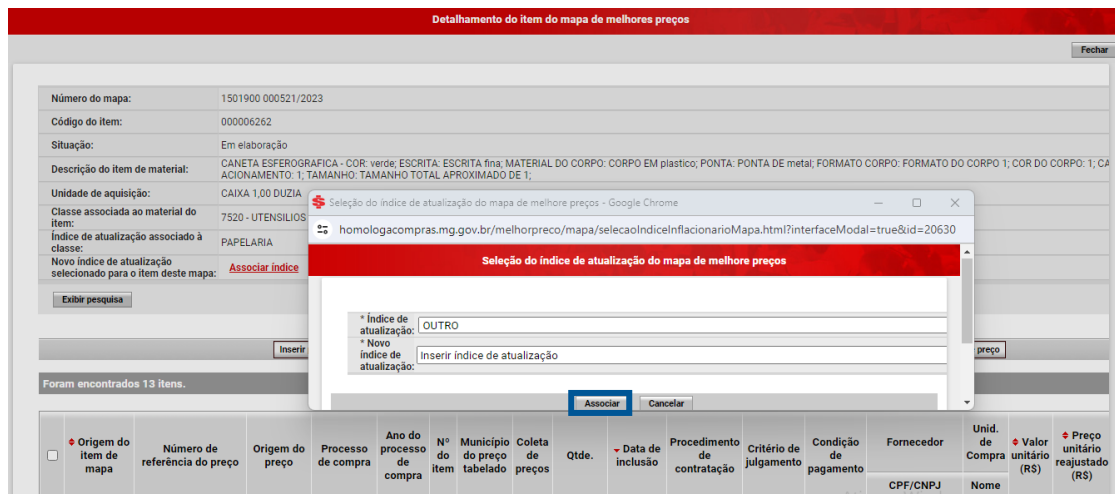 Detalhamento do item do mapa de melhores preços
Fechar
Número do mapa: 1501900 000521/2023
Código do item: 000006262
Situação: Em elaboração
Descrição do item de material: CANETA ESFEROGRAFICA - COR: verde; ESCRITA: ESCRITA fina; MATERIAL DO CORPO: CORPO EM plastico; PONTA: PONTA DE metal; FORMATO CORPO: FORMATO DO CORPO 1; COR DO CORPO: 1; CA
ACIONAMENTO: 1; TAMANHO: TAMANHO TOTAL APROXIMADO DE 1;
Unidade de aquisição: CAIXA 1,00 DUZIA
Classe associada ao material do item: 7520 - UTENSILIOS
Índice de atualização associado à classe: PAPELARIA
Novo índice de atualização selecionado para o item deste mapa: Associar índice
Exibir pesquisa
Seleção do índice de atualização do mapa de melhore preços - Google Chrome
homologacompras.mg.gov.br/melhorpreco/mapa/selecaoIndiceInflacionarioMapa.html?interfaceModal=true&id=20630
Seleção do índice de atualização do mapa de melhore preços
* Índice de atualização: OUTRO
* Novo índice de atualização: Inserir índice de atualização
Associar Cancelar
Inserir
preço
Foram encontrados 13 itens.
Origem do item de mapa
Número de referência do preço
Origem do preço
Processo de compra
Ano do processo de compra
Nº do item
Município do preço tabelado
Coleta de preços
Qtde.
Data de inclusão
Procedimento de contratação
Critério de julgamento
Condição de pagamento
Fornecedor
CPF/CNPJ
Nome
Unid. de Compra
Valor unitário (R$)
Preço unitário reajustado (R$)